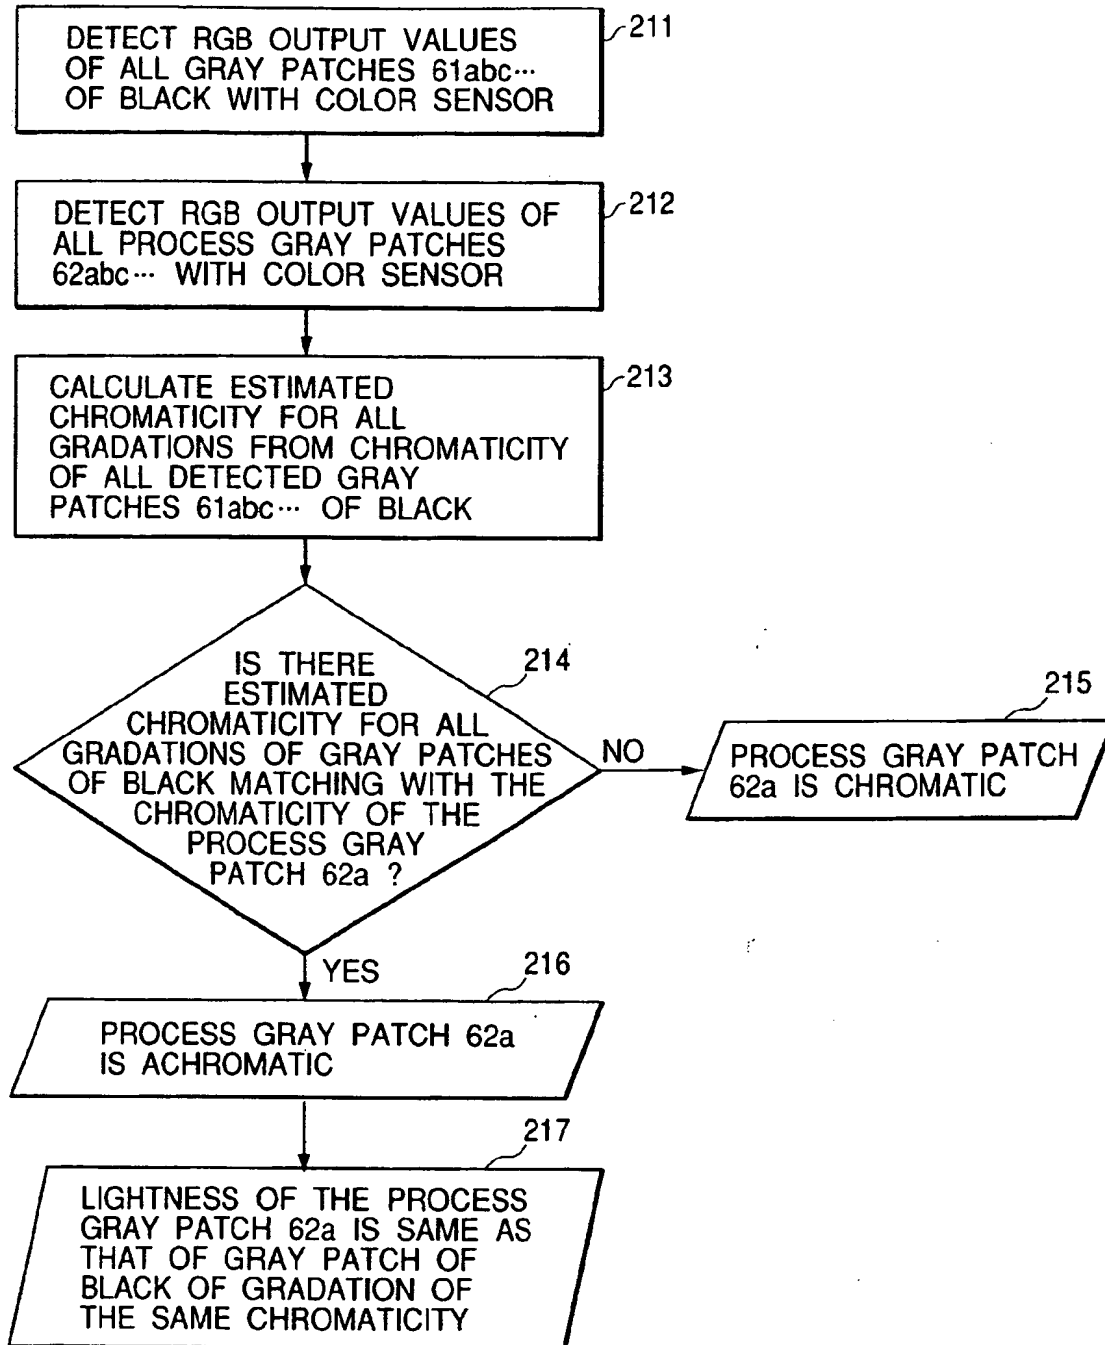 DETECT RGB OUTPUT VALUES
OF ALL GRAY PATCHES 61abc···
OF BLACK WITH COLOR SENSOR
211
DETECT RGB OUTPUT VALUES OF
ALL PROCESS GRAY PATCHES
62abc··· WITH COLOR SENSOR
212
CALCULATE ESTIMATED
CHROMATICITY FOR ALL
GRADATIONS FROM CHROMATICITY
OF ALL DETECTED GRAY
PATCHES 61abc··· OF BLACK
213
IS THERE
ESTIMATED
CHROMATICITY FOR ALL
GRADATIONS OF GRAY PATCHES
OF BLACK MATCHING WITH THE
CHROMATICITY OF THE
PROCESS GRAY
PATCH 62a ?
214
NO
215
PROCESS GRAY PATCH
62a IS CHROMATIC
YES
216
PROCESS GRAY PATCH 62a
IS ACHROMATIC
217
LIGHTNESS OF THE PROCESS
GRAY PATCH 62a IS SAME AS
THAT OF GRAY PATCH OF
BLACK OF GRADATION OF
THE SAME CHROMATICITY